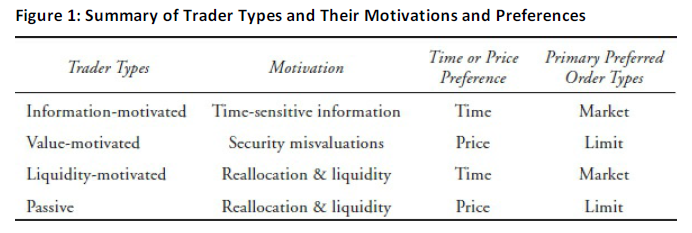 Figure 1: Summary of Trader Types and Their Motivations and Preferences
Trader Types Motivation Time or Price Preference Primary Preferred Order Types
Information-motivated Time-sensitive information Time Market
Value-motivated Security misvaluations Price Limit
Liquidity-motivated Reallocation & liquidity Time Market
Passive Reallocation & liquidity Price Limit